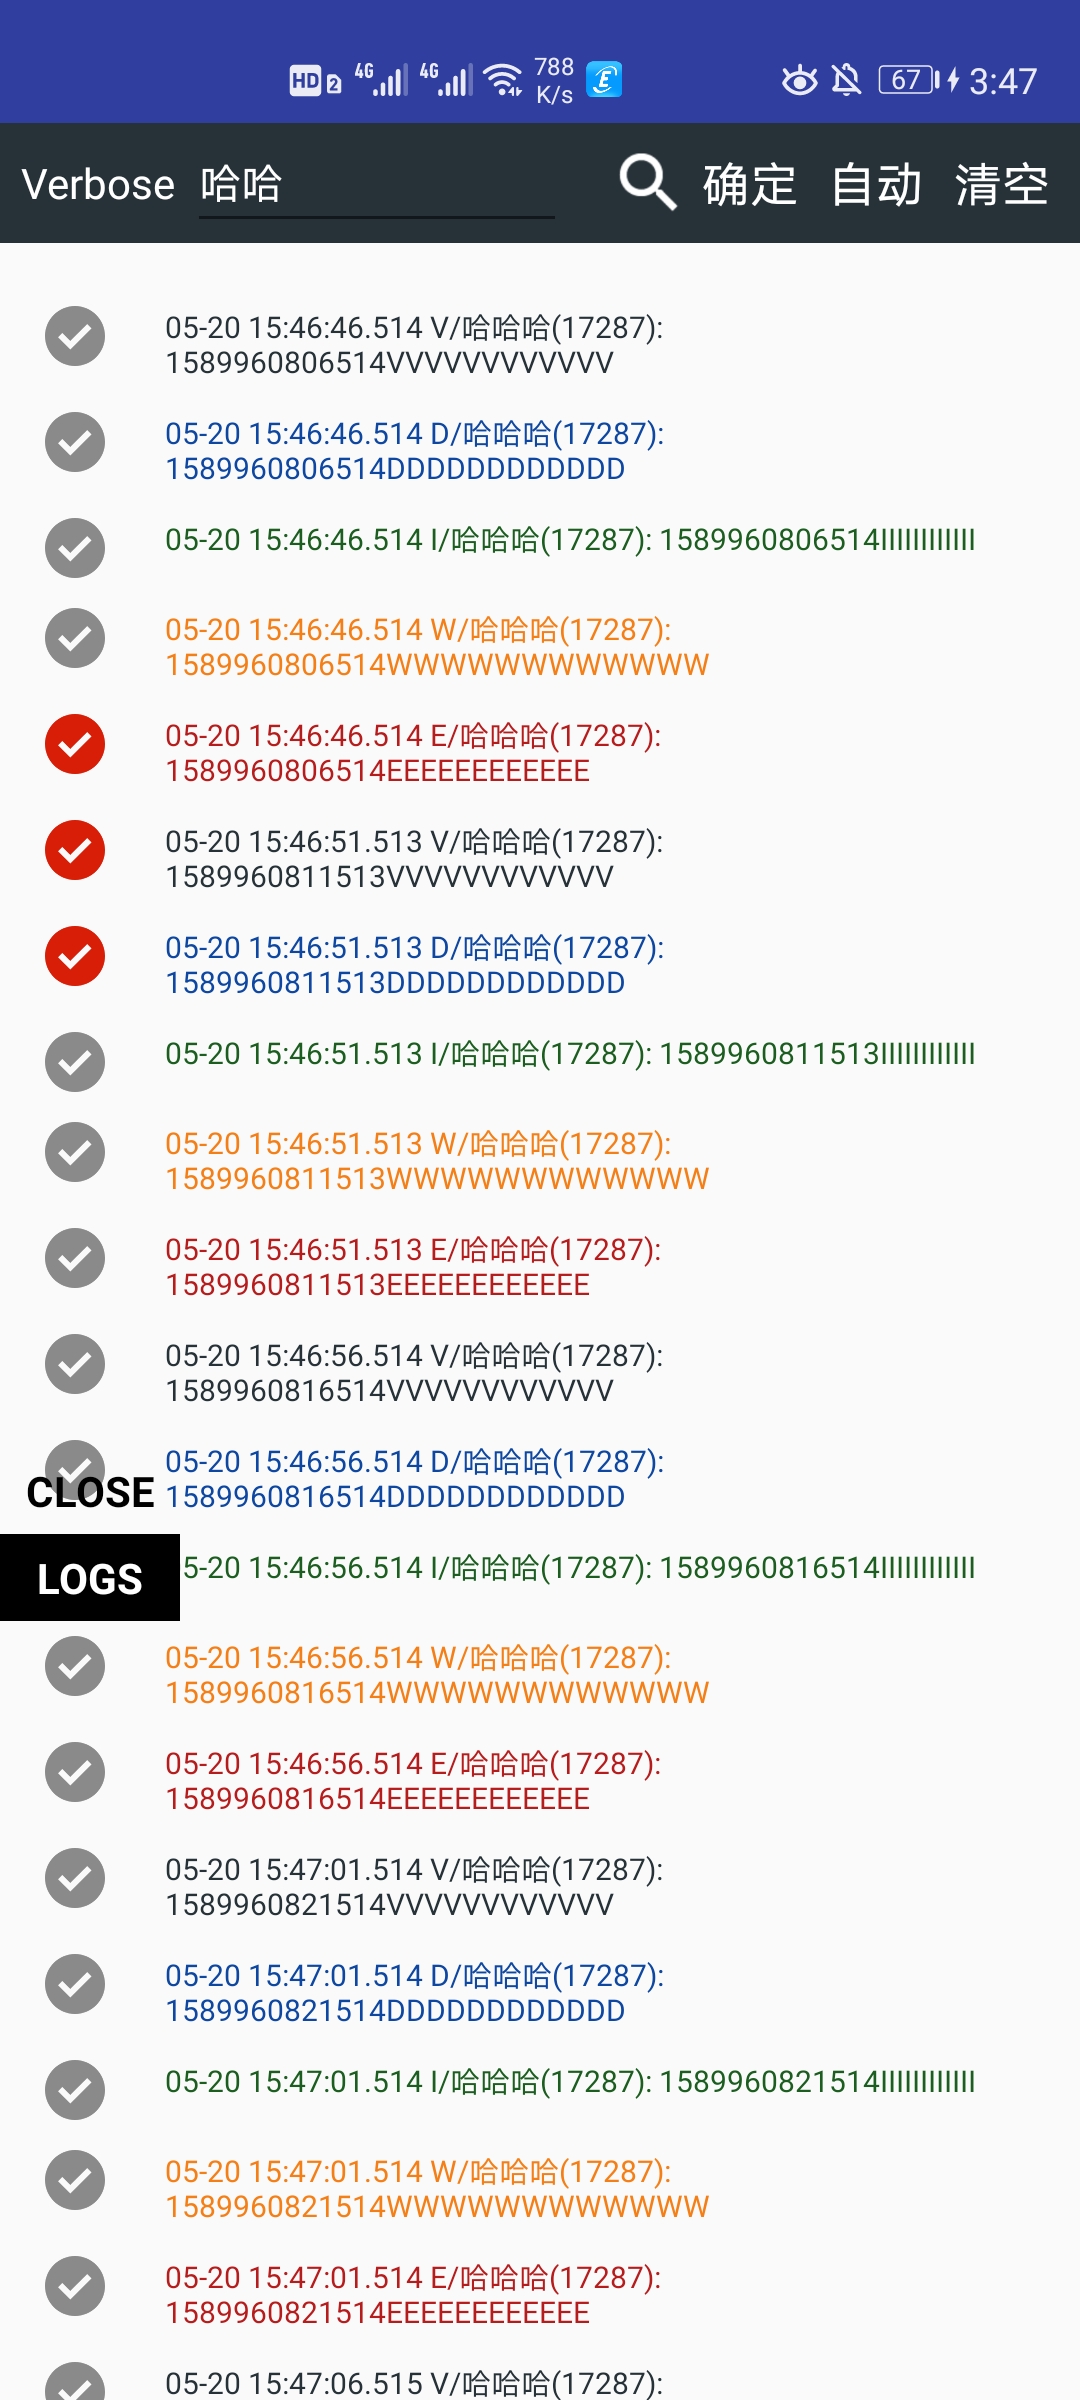 HD 2 4G 4G 788 K/s 67 3:47
Verbose 哈哈 确定 自动 清空
05-20 15:46:46.514 V/哈哈哈(17287):
1589960806514VVVVVVVVVVVV
05-20 15:46:46.514 D/哈哈哈(17287):
1589960806514DDDDDDDDDDDD
05-20 15:46:46.514 I/哈哈哈(17287): 1589960806514IIIIIIIIIIII
05-20 15:46:46.514 W/哈哈哈(17287):
1589960806514WWWWWWWWWWWW
05-20 15:46:46.514 E/哈哈哈(17287):
1589960806514EEEEEEEEEEEE
05-20 15:46:51.513 V/哈哈哈(17287):
1589960811513VVVVVVVVVVVV
05-20 15:46:51.513 D/哈哈哈(17287):
1589960811513DDDDDDDDDDDD
05-20 15:46:51.513 I/哈哈哈(17287): 1589960811513IIIIIIIIIIII
05-20 15:46:51.513 W/哈哈哈(17287):
1589960811513WWWWWWWWWWWW
05-20 15:46:51.513 E/哈哈哈(17287):
1589960811513EEEEEEEEEEEE
05-20 15:46:56.514 V/哈哈哈(17287):
1589960816514VVVVVVVVVVVV
05-20 15:46:56.514 D/哈哈哈(17287):
CLOSE 1589960816514DDDDDDDDDDDD
LOGS 5-20 15:46:56.514 I/哈哈哈(17287): 1589960816514IIIIIIIIIIII
05-20 15:46:56.514 W/哈哈哈(17287):
1589960816514WWWWWWWWWWWW
05-20 15:46:56.514 E/哈哈哈(17287):
1589960816514EEEEEEEEEEEE
05-20 15:47:01.514 V/哈哈哈(17287):
1589960821514VVVVVVVVVVVV
05-20 15:47:01.514 D/哈哈哈(17287):
1589960821514DDDDDDDDDDDD
05-20 15:47:01.514 I/哈哈哈(17287): 1589960821514IIIIIIIIIIII
05-20 15:47:01.514 W/哈哈哈(17287):
1589960821514WWWWWWWWWWWW
05-20 15:47:01.514 E/哈哈哈(17287):
1589960821514EEEEEEEEEEEE
05-20 15:47:06.515 V/哈哈哈(17287):